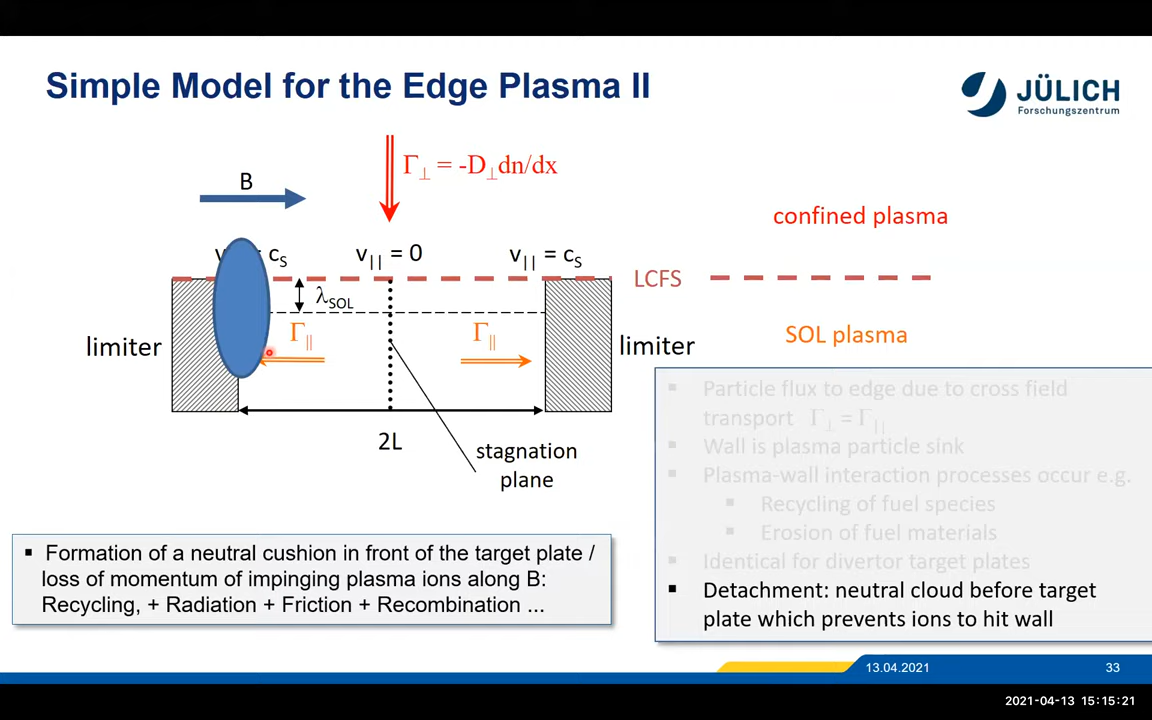 Simple Model for the Edge Plasma II
JÜLICH
Forschungszentrum
Γ⊥ = -D⊥dn/dx
B
confined plasma
v cS
v|| = 0
v|| = cS
LCFS
λSOL
Γ||
Γ||
SOL plasma
limiter
limiter
2L
stagnation
plane
▪ Particle flux to edge due to cross field
transport Γ⊥ = Γ||
▪ Wall is plasma particle sink
▪ Plasma-wall interaction processes occur e.g.
▪ Recycling of fuel species
▪ Erosion of fuel materials
▪ Identical for divertor target plates
▪ Detachment: neutral cloud before target
plate which prevents ions to hit wall
▪ Formation of a neutral cushion in front of the target plate /
loss of momentum of impinging plasma ions along B:
Recycling, + Radiation + Friction + Recombination ...
13.04.2021
33
2021-04-13 15:15:21